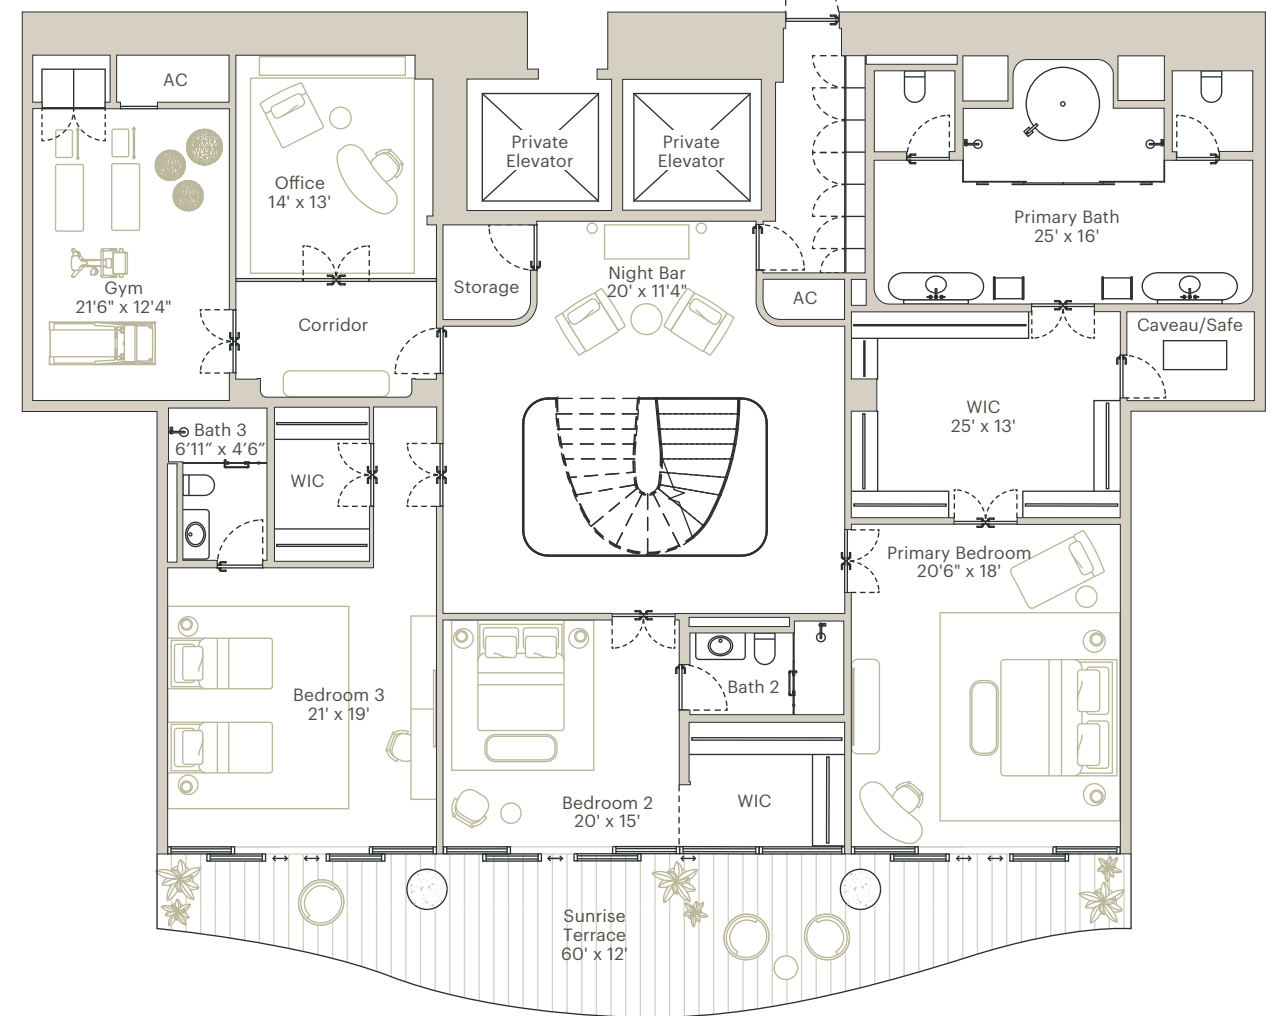 AC
Private
Elevator
Private
Elevator
Office
14' x 13'
Primary Bath
25' x 16'
Gym
21'6" x 12'4"
Storage
Night Bar
20' x 11'4"
AC
Corridor
Caveau/Safe
WIC
25' x 13'
Bath 3
6’11” x 4’6”
WIC
Primary Bedroom
20'6" x 18'
Bedroom 3
21' x 19'
Bath 2
Bedroom 2
20' x 15'
WIC
Sunrise
Terrace
60' x 12'